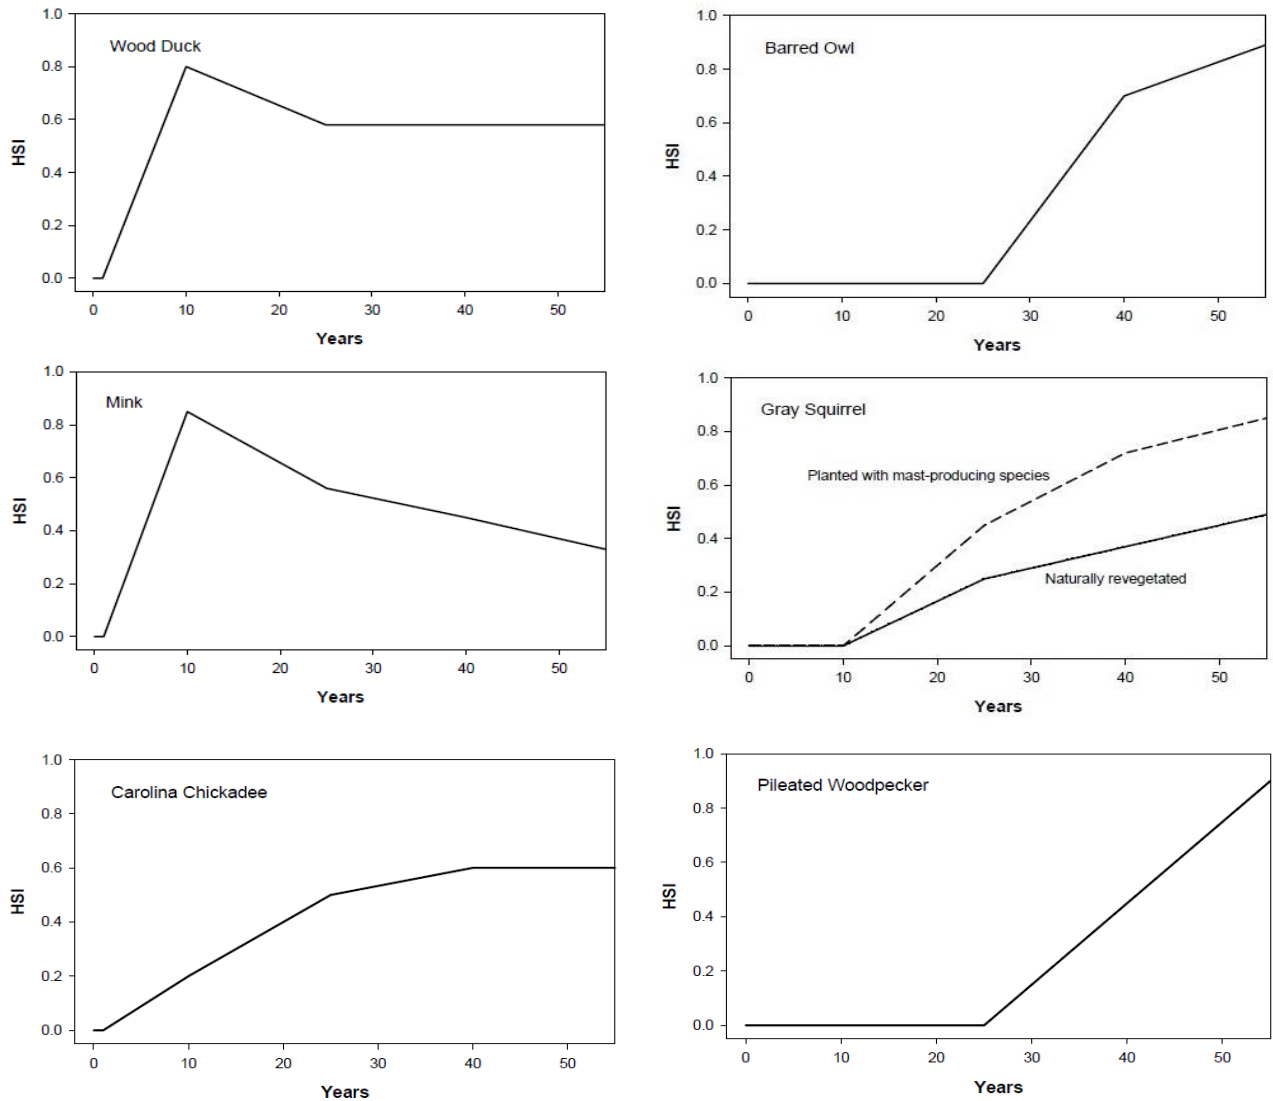 Wood Duck
HSI
1.0
0.8
0.6
0.4
0.2
0.0
0 10 20 30 40 50
Years
Barred Owl
HSI
1.0
0.8
0.6
0.4
0.2
0.0
0 10 20 30 40 50
Years
Mink
HSI
1.0
0.8
0.6
0.4
0.2
0.0
0 10 20 30 40 50
Years
Gray Squirrel
Planted with mast-producing species
Naturally revegetated
HSI
1.0
0.8
0.6
0.4
0.2
0.0
0 10 20 30 40 50
Years
Carolina Chickadee
HSI
1.0
0.8
0.6
0.4
0.2
0.0
0 10 20 30 40 50
Years
Pileated Woodpecker
HSI
1.0
0.8
0.6
0.4
0.2
0.0
0 10 20 30 40 50
Years